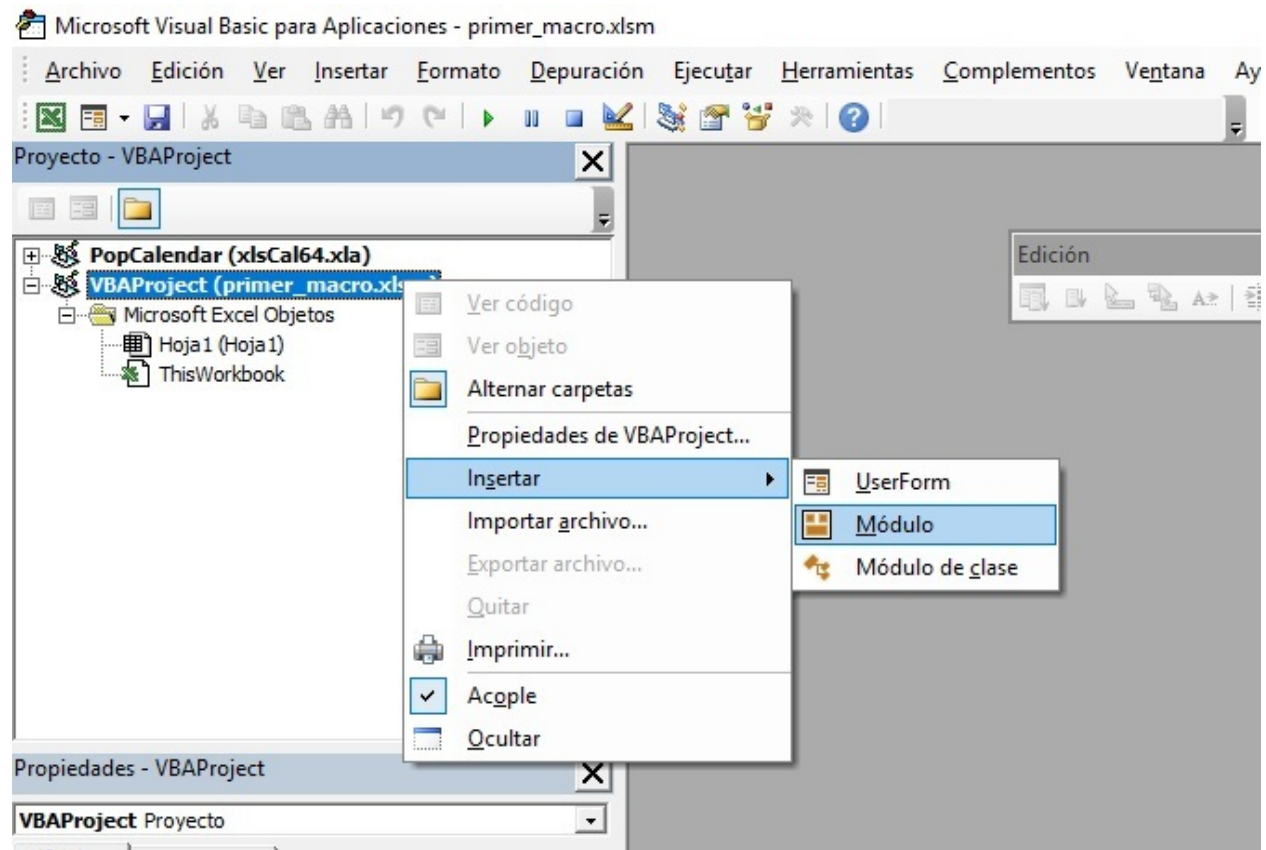 Microsoft Visual Basic para Aplicaciones - primer_macro.xlsm
Archivo Edición Ver Insertar Formato Depuración Ejecutar Herramientas Complementos Ventana Ay
Proyecto - VBAProject
PopCalendar (xlsCal64.xla)
VBAProject (primer_macro.xlsm)
Microsoft Excel Objetos
Hoja1 (Hoja1)
ThisWorkbook
Edición
Ver código
Ver objeto
Alternar carpetas
Propiedades de VBAProject...
Insertar
Importar archivo...
Exportar archivo...
Quitar
Imprimir...
Acople
Ocultar
UserForm
Módulo
Módulo de clase
Propiedades - VBAProject
VBAProject Proyecto